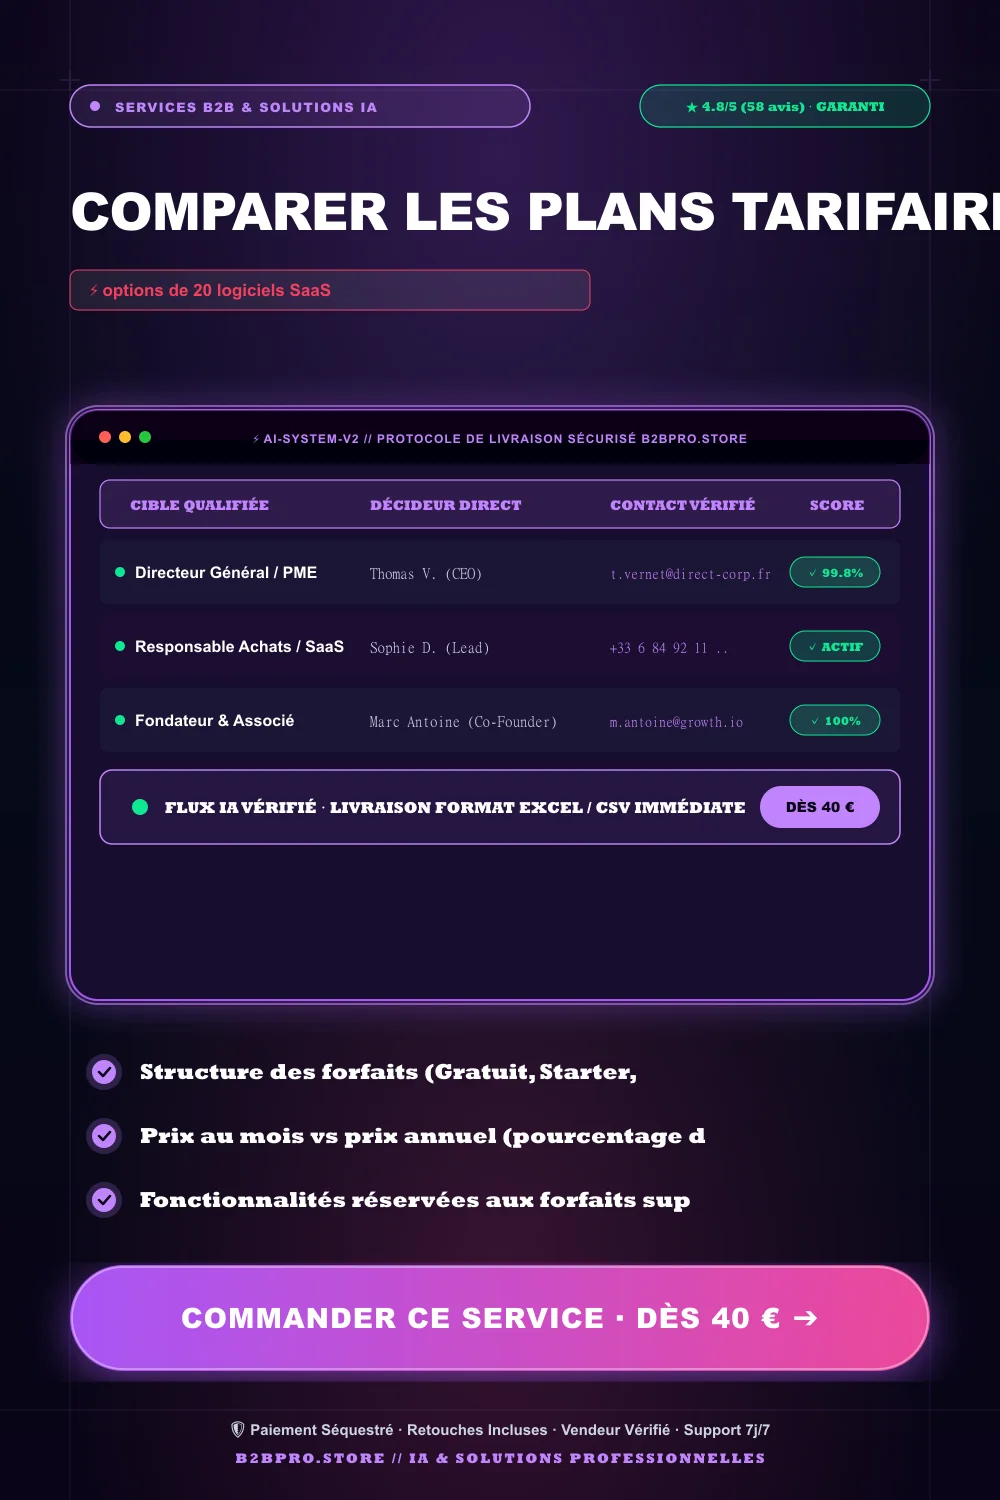 SERVICES B2B & SOLUTIONS IA
★ 4.8/5 (58 avis) · GARANTI
COMPARER LES PLANS TARIFAIR
⚡ options de 20 logiciels SaaS
⚡ AI-SYSTEM-V2 // PROTOCOLE DE LIVRAISON SÉCURISÉ B2BPRO.STORE
CIBLE QUALIFIÉE DÉCIDEUR DIRECT CONTACT VÉRIFIÉ SCORE
Directeur Général / PME Thomas V. (CEO) t.vernet@direct-corp.fr ✓ 99.8%
Responsable Achats / SaaS Sophie D. (Lead) +33 6 84 92 11 .. ✓ ACTIF
Fondateur & Associé Marc Antoine (Co-Founder) m.antoine@growth.io ✓ 100%
FLUX IA VÉRIFIÉ · LIVRAISON FORMAT EXCEL / CSV IMMÉDIATE DÈS 40 €
Structure des forfaits (Gratuit, Starter,
Prix au mois vs prix annuel (pourcentage d
Fonctionnalités réservées aux forfaits sup
COMMANDER CE SERVICE · DÈS 40 € ➔
🛡 Paiement Séquestré · Retouches Incluses · Vendeur Vérifié · Support 7j/7
B2BPRO.STORE // IA & SOLUTIONS PROFESSIONNELLES